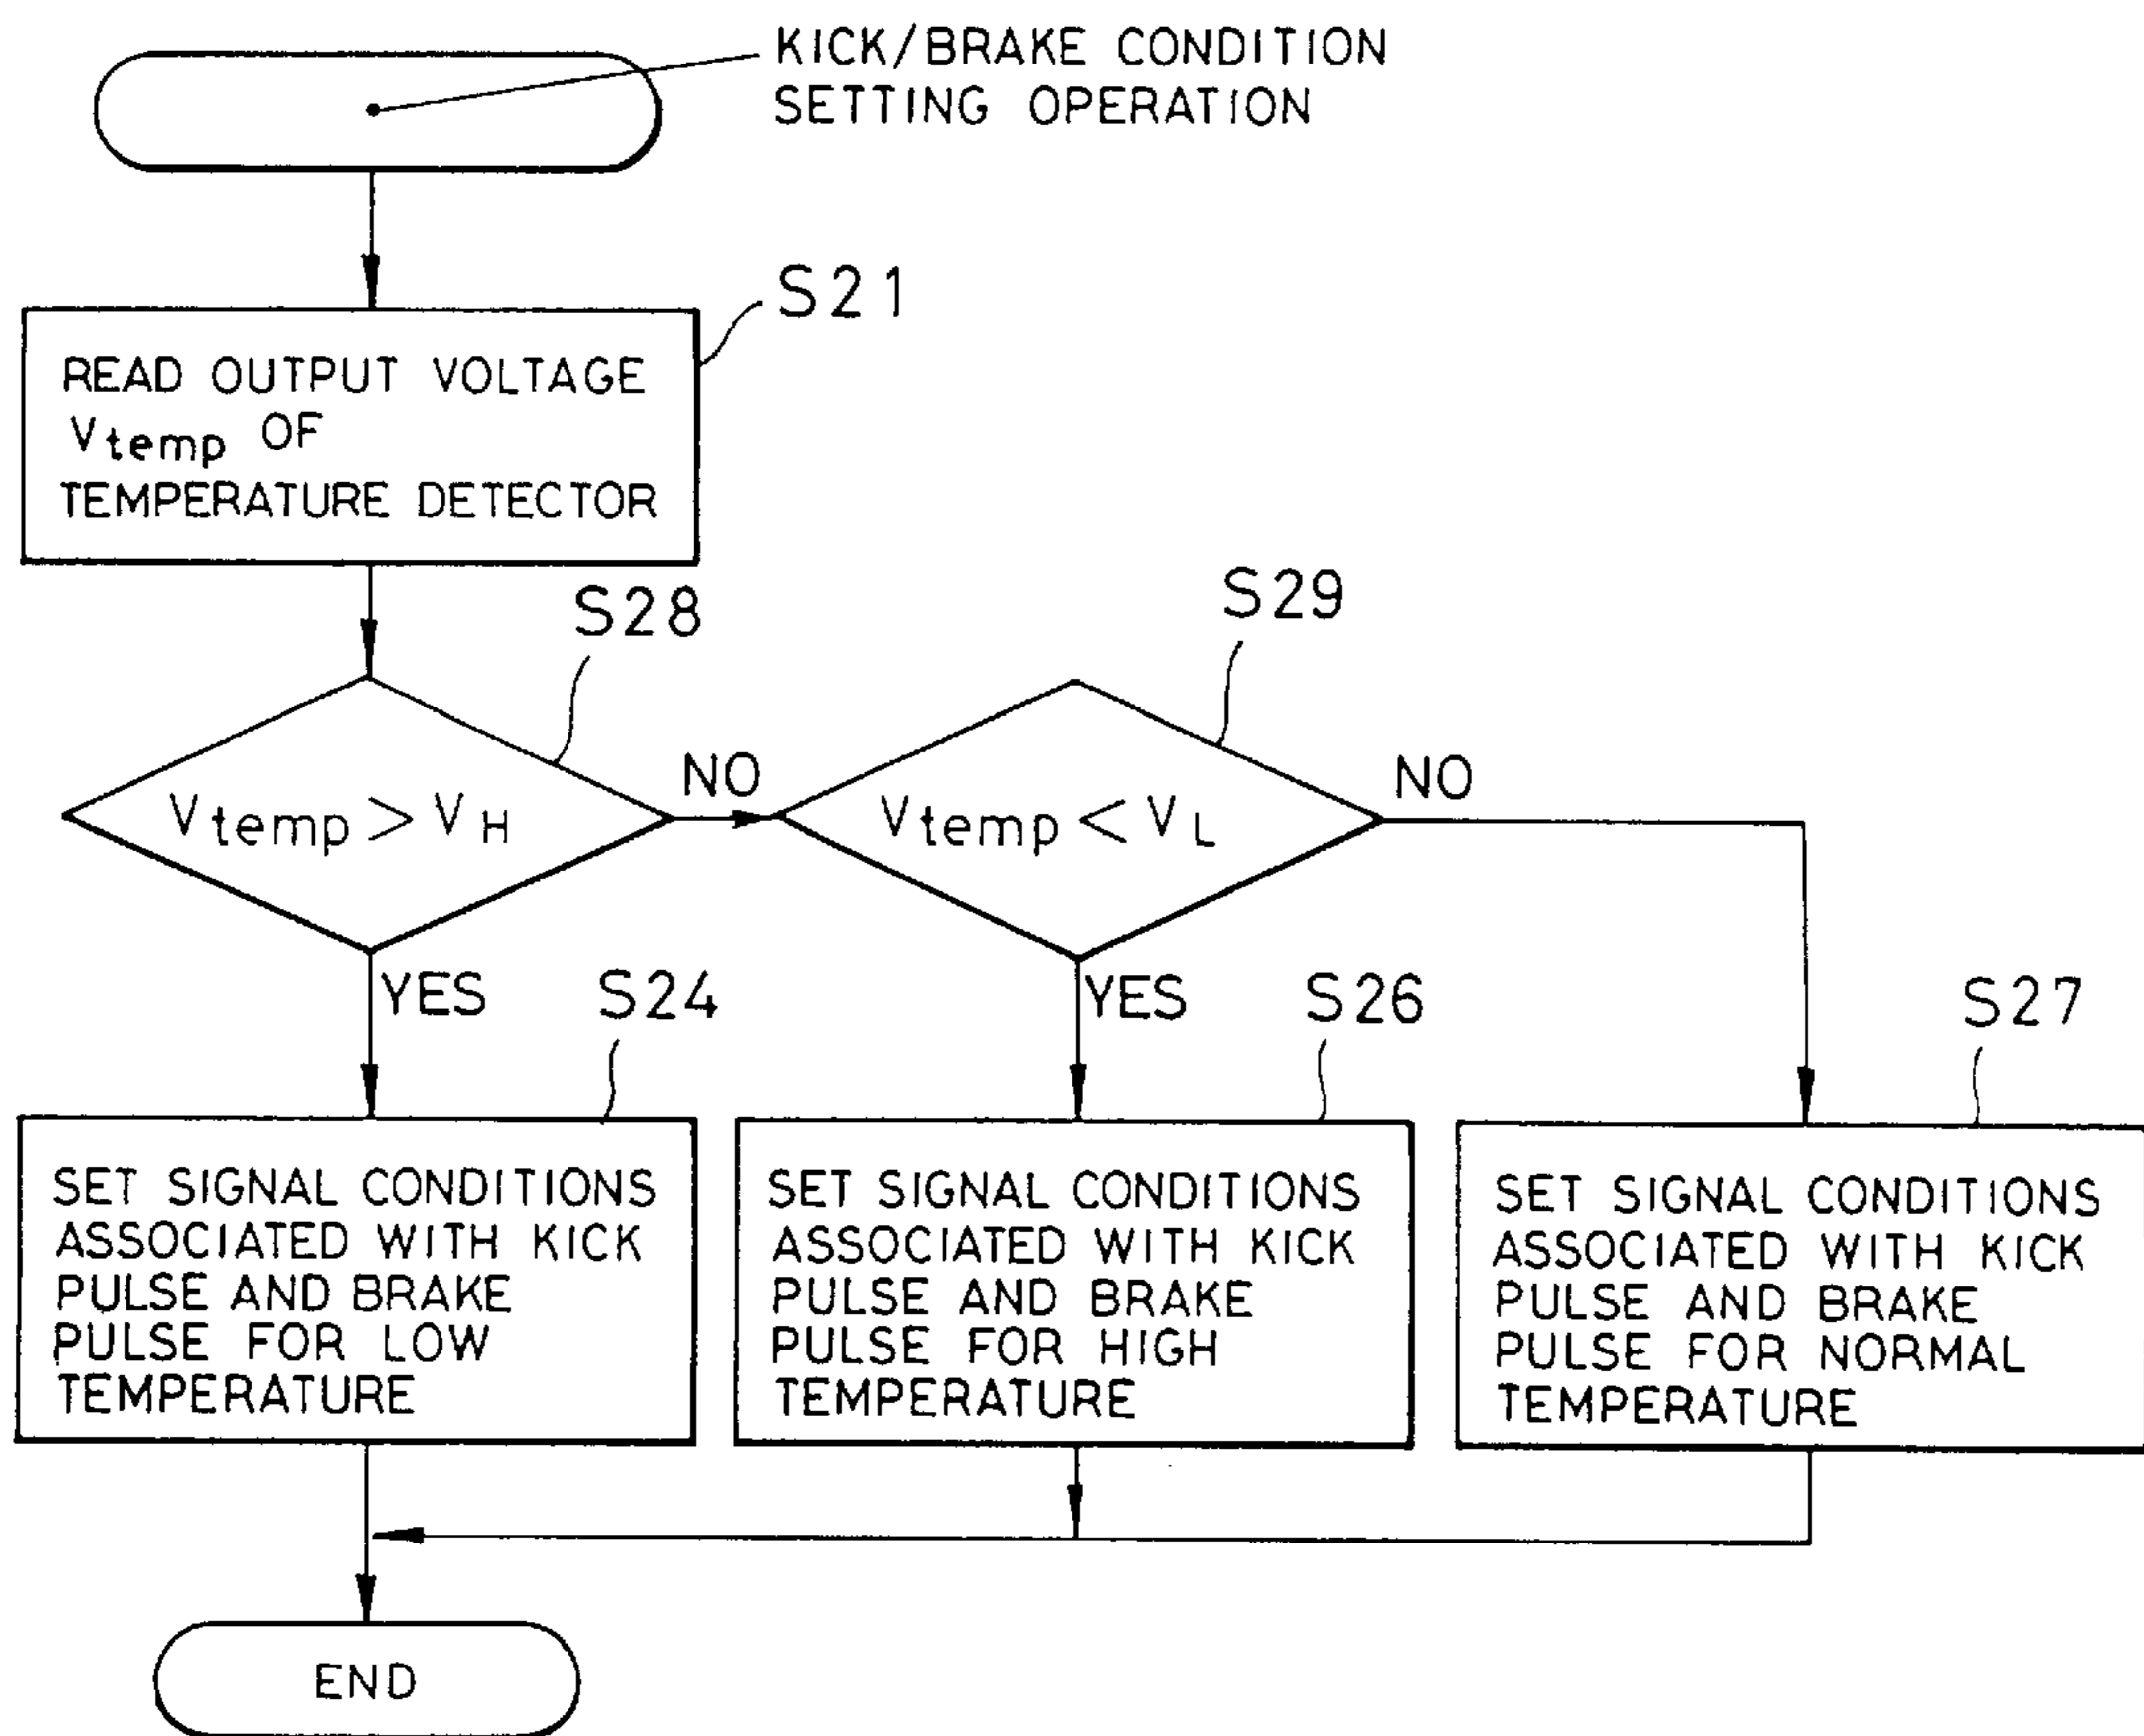 KICK/BRAKE CONDITION
SETTING OPERATION
S21
READ OUTPUT VOLTAGE
Vtemp OF
TEMPERATURE DETECTOR
S28
S29
Vtemp > VH
NO
Vtemp < VL
NO
YES
S24
YES
S26
S27
SET SIGNAL CONDITIONS
ASSOCIATED WITH KICK
PULSE AND BRAKE
PULSE FOR LOW
TEMPERATURE
SET SIGNAL CONDITIONS
ASSOCIATED WITH KICK
PULSE AND BRAKE
PULSE FOR HIGH
TEMPERATURE
SET SIGNAL CONDITIONS
ASSOCIATED WITH KICK
PULSE AND BRAKE
PULSE FOR NORMAL
TEMPERATURE
END